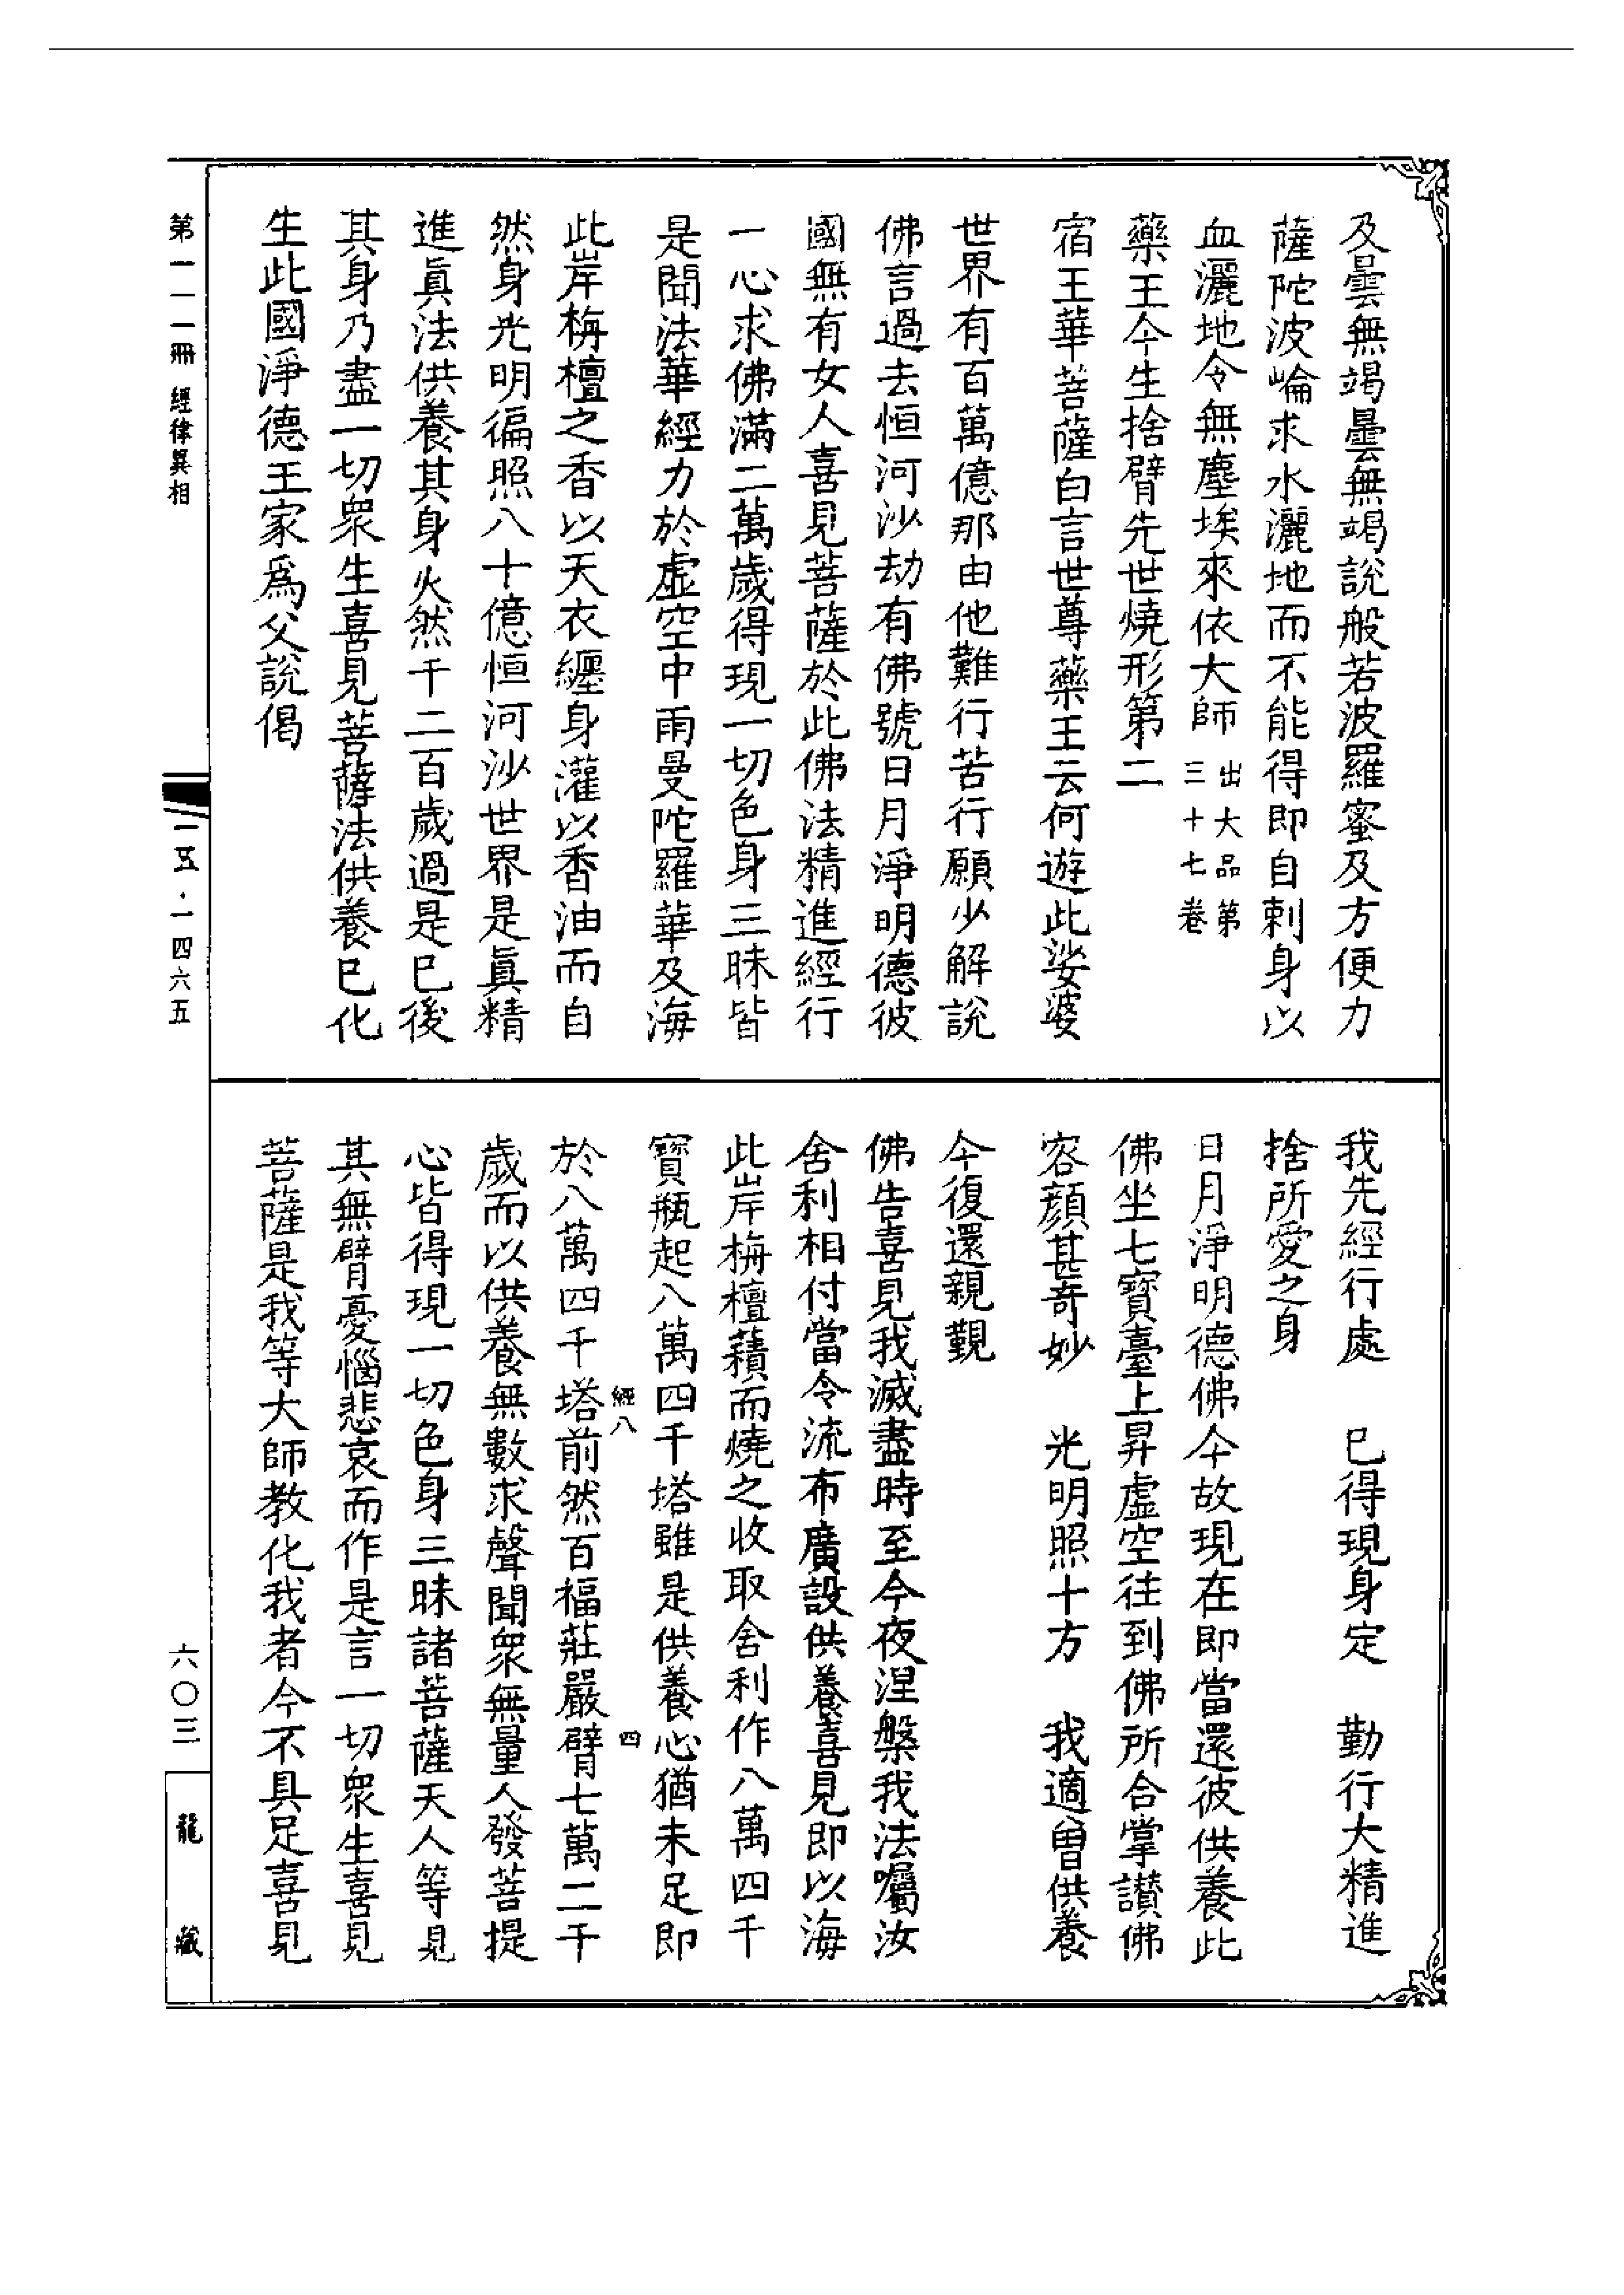 及曇無竭曇無竭說般若波羅蜜及方便力
薩陀波崘求水灑地而不能得即自刺身以
血灑地令無塵埃來依大師出大品第三十七卷
藥王今生捨臂先世燒形第二
宿王華菩薩白言世尊藥王云何遊此娑婆
世界有百萬億那由他難行苦行願少解說
佛言過去恒河沙劫有佛號日月淨明德彼
國無有女人喜見菩薩於此佛法精進經行
一心求佛滿二萬歲得現一切色身三昧皆
是聞法華經力於虛空中雨曼陀羅華及海
此岸栴檀之香以天衣纏身灌以香油而自
然身光明徧照八十億恒河沙世界是眞精
進眞法供養其身火然千二百歲過是已後
其身乃盡一切衆生喜見菩薩法供養已化
生此國淨德王家爲父說偈
我先經行處　已得現身定　勤行大精進
捨所愛之身
日月淨明德佛今故現在即當還彼供養此
佛坐七寶臺上昇虛空往到佛所合掌讃佛
容顏甚奇妙　光明照十方　我適曽供養
今復還親覲
佛告喜見我滅盡時至今夜涅槃我法囑汝
舍利相付當令流布廣設供養喜見即以海
此岸栴檀𧂐而燒之收取舍利作八萬四千
寶瓶起八萬四千塔雖是供養心猶未足即
經八　四
於八萬四千塔前然百福莊嚴臂七萬二千
歲而以供養無數求聲聞衆無量人發菩提
心皆得現一切色身三昧諸菩薩天人等見
其無臂憂惱悲哀而作是言一切衆生喜見
菩薩是我等大師教化我者今不具足喜見
第一一一冊　經律異相
一五・一四六五
六〇三
龍藏